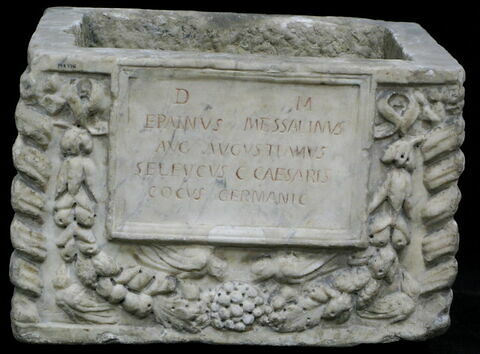 D M
EPAINVS MESSALINVS
AVG AVGVSTIANVS
SELEVCVS C CAESARIS
COCVS GERMANIC